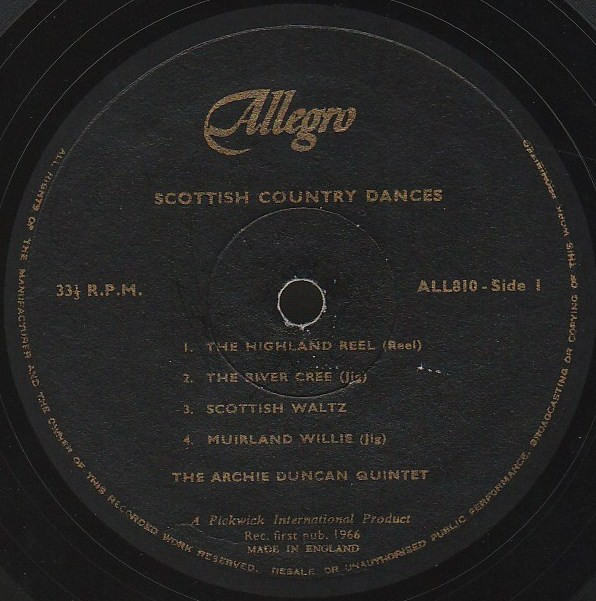 Allegro
SCOTTISH COUNTRY DANCES
33⅓ R.P.M.
ALL810 - Side 1
1. THE HIGHLAND REEL (Reel)
2. THE RIVER CREE (Jig)
3. SCOTTISH WALTZ
4. MUIRLAND WILLIE (Jig)
THE ARCHIE DUNCAN QUINTET
A Pickwick International Product
Rec. first pub. 1966
MADE IN ENGLAND
ALL RIGHTS OF THE MANUFACTURER AND THE OWNER OF THIS RECORDED WORK RESERVED. RESALE OR UNAUTHORISED PUBLIC PERFORMANCE, BROADCASTING OR COPYING OF THIS WORK